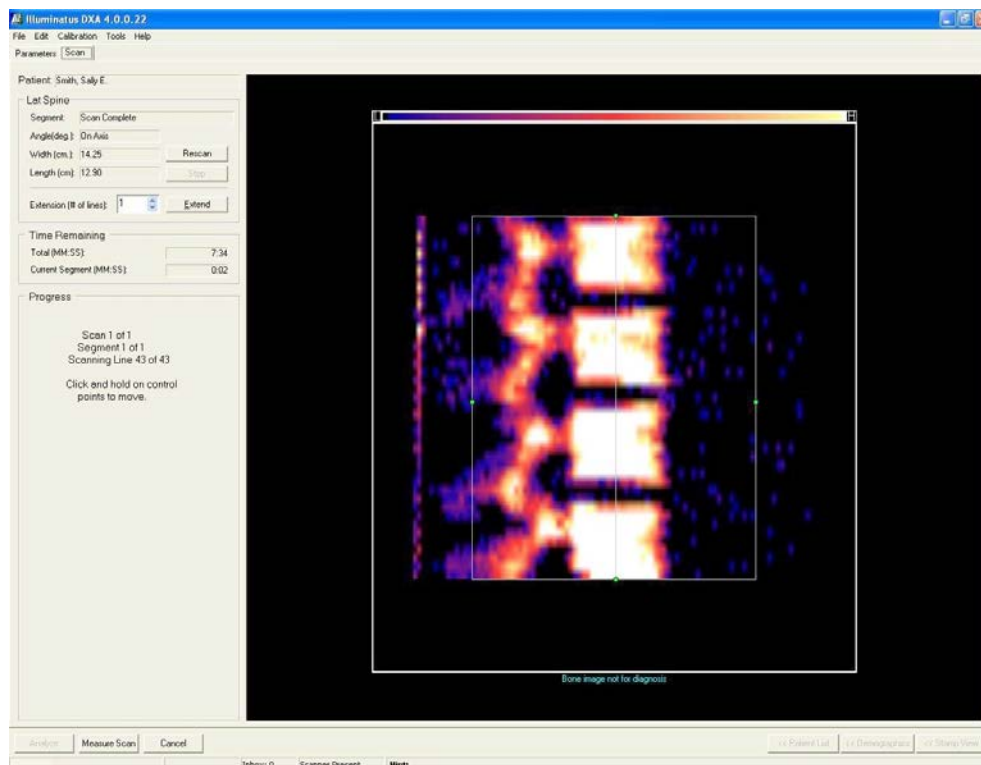 Illuminatus DXA 4.0.0.22
File Edit Calibration Tools Help
Parameters Scan
Patient: Smith, Sally E.
Lat Spine
Segment: Scan Complete
Angle(deg.): On Axis
Width (cm.): 14.25 Rescan
Length (cm) 12.90 Stop
Extension (# of lines): 1 Extend
Time Remaining
Total (MM:SS): 7:34
Current Segment (MM:SS): 0:02
Progress
Scan 1 of 1
Segment 1 of 1
Scanning Line 43 of 43
Click and hold on control
points to move.
L H
Bone image not for diagnosis
Analyze Measure Scan Cancel << Patient List << Demographics << Stamp View
Inbox: 0 Scanner Present